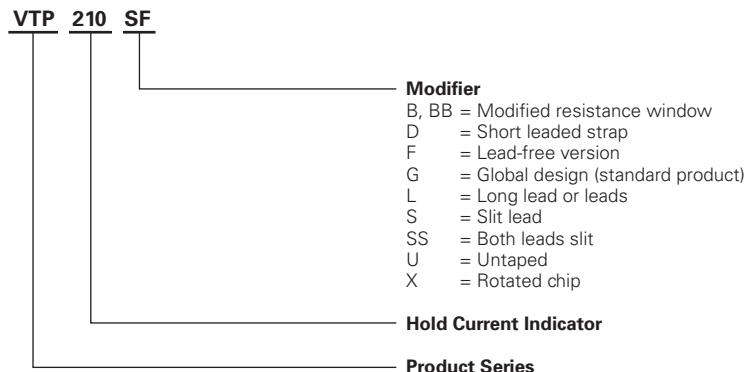 VTP 210 SF
Modifier
B, BB = Modified resistance window
D = Short leaded strap
F = Lead-free version
G = Global design (standard product)
L = Long lead or leads
S = Slit lead
SS = Both leads slit
U = Untaped
X = Rotated chip
Hold Current Indicator
Product Series